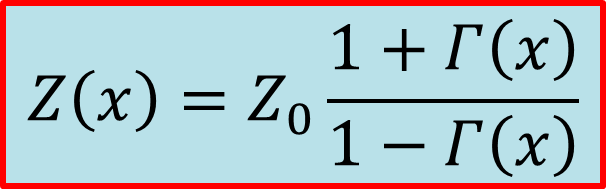 Z(x) = Z₀ (1 + Γ(x))/(1 − Γ(x))